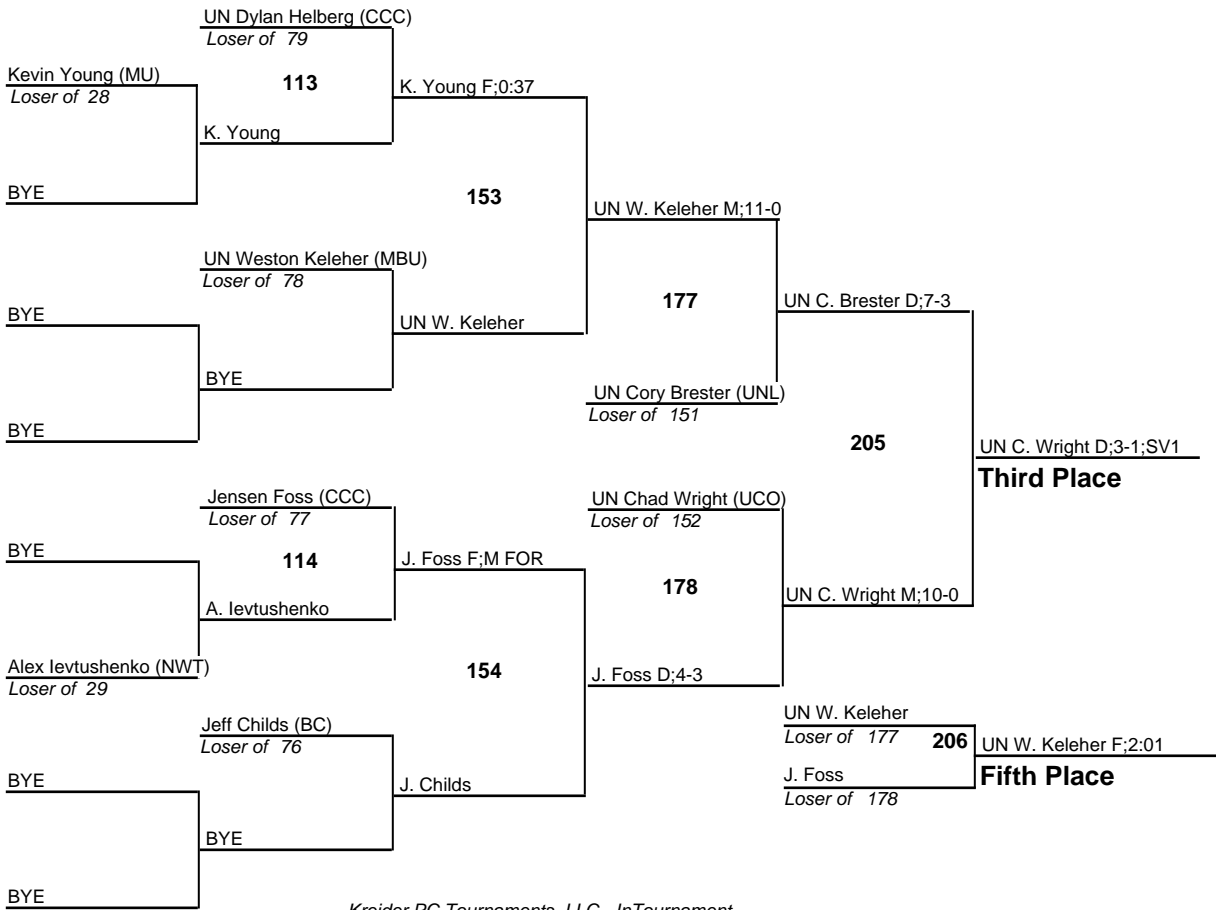 UN Dylan Helberg (CCC)
Loser of 79
Kevin Young (MU)
Loser of 28
113
K. Young F;0:37
K. Young
BYE
153
UN W. Keleher M;11-0
UN Weston Keleher (MBU)
Loser of 78
177
UN C. Brester D;7-3
BYE
UN W. Keleher
BYE
UN Cory Brester (UNL)
Loser of 151
BYE
205
UN C. Wright D;3-1;SV1
Third Place
Jensen Foss (CCC)
Loser of 77
UN Chad Wright (UCO)
Loser of 152
BYE
114
J. Foss F;M FOR
178
A. Ievtushenko
UN C. Wright M;10-0
Alex Ievtushenko (NWT)
Loser of 29
154
J. Foss D;4-3
Jeff Childs (BC)
Loser of 76
UN W. Keleher
Loser of 177
206
UN W. Keleher F;2:01
Fifth Place
BYE
J. Childs
J. Foss
Loser of 178
BYE
BYE
Kreider PC Tournaments, LLC - InTournament